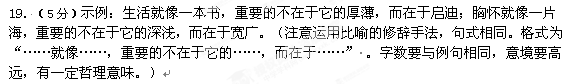 19.（5分）示例：生活就像一本书，重要的不在于它的厚薄，而在于启迪；胸怀就像一片
海，重要的不在于它的深浅，而在于宽广。（注意运用比喻的修辞手法，句式相同。格式为
“……就像……，重要的不在于它的……，而在于……”。字数要与例句相同，意境要高
远，有一定哲理意味。）